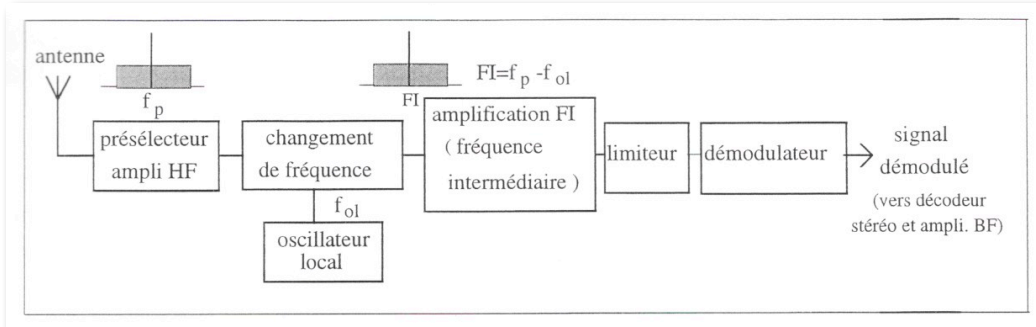 antenne
f p
FI
FI=f p -f ol
présélecteur
ampli HF
changement
de fréquence
f ol
oscillateur
local
amplification FI
( fréquence
intermédiaire )
limiteur
démodulateur
signal
démodulé
(vers décodeur
stéréo et ampli. BF)